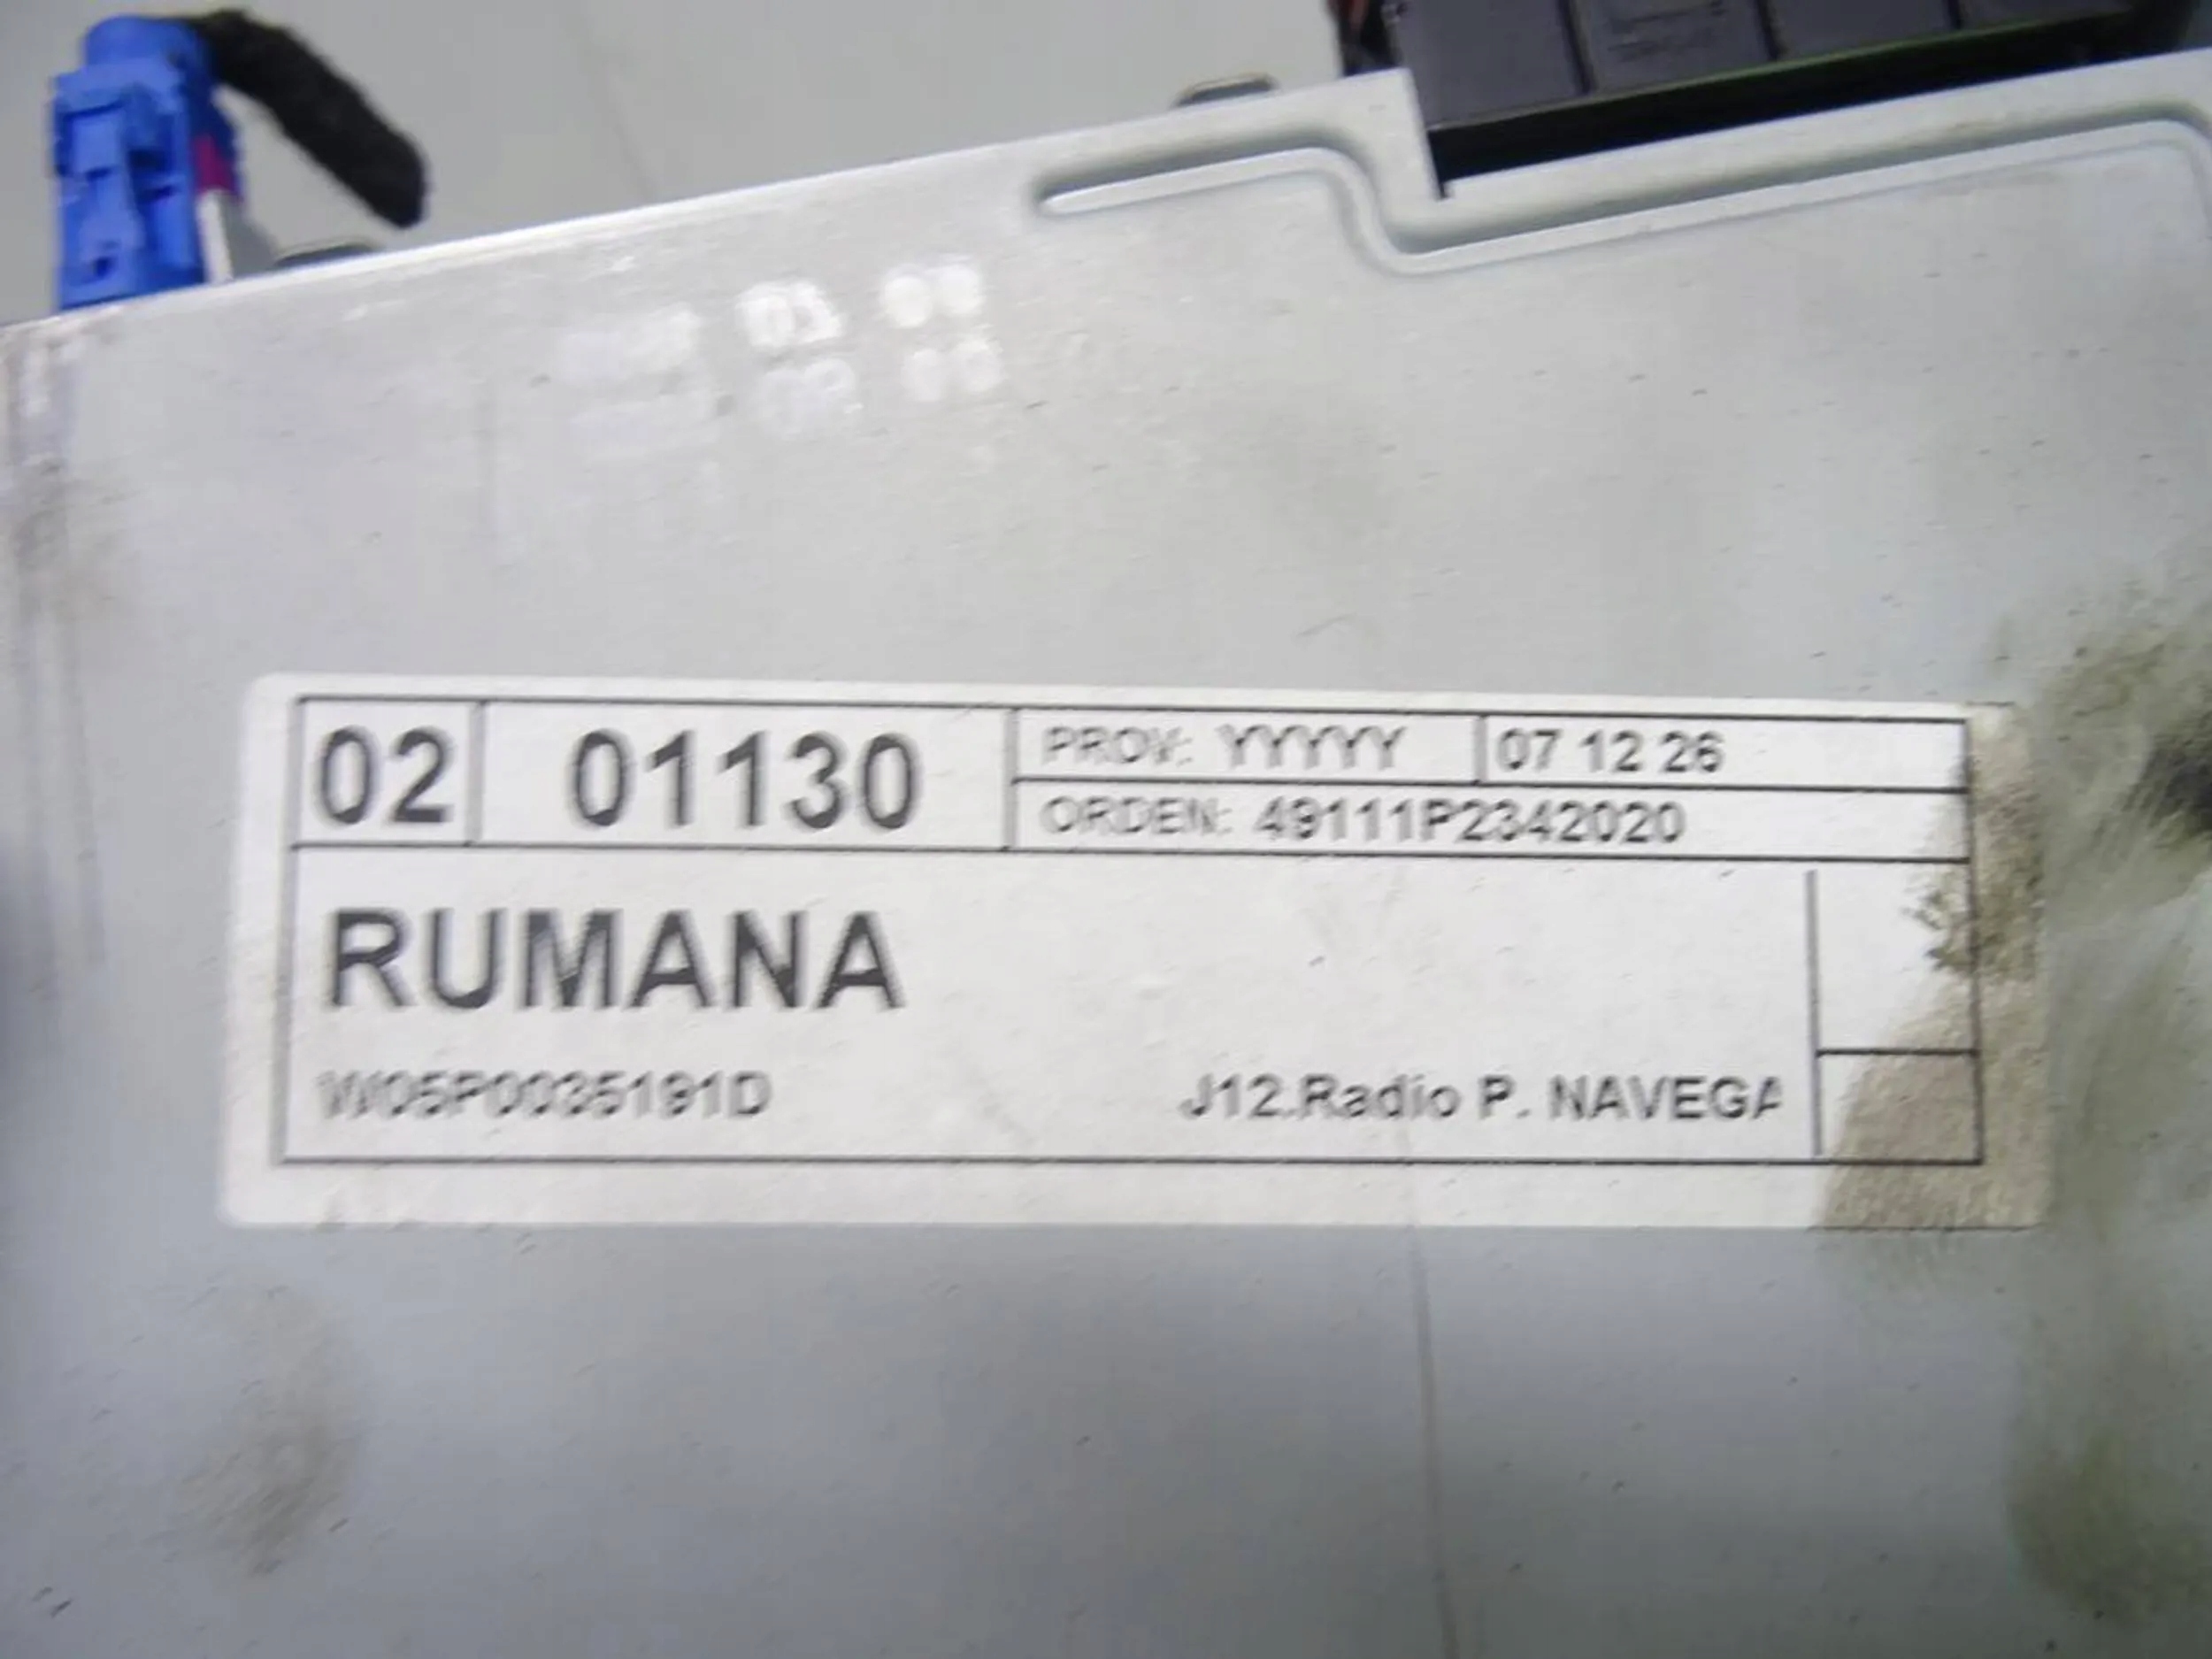 02 01130 PROV: YYYYY 07 12 26
ORDEN: 49111P2342020
RUMANA
W05P0035191D J12.Radio P. NAVEGA